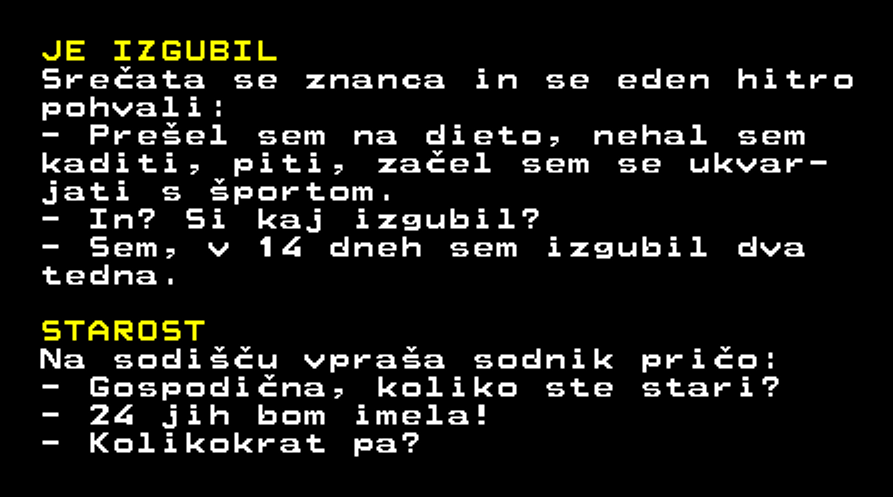 JE IZGUBIL
Srečata se znanca in se eden hitro
pohvali:
- Prešel sem na dieto, nehal sem
kaditi, piti, začel sem se ukvar-
jati s športom.
- In? Si kaj izgubil?
- Sem, v 14 dneh sem izgubil dva
tedna.

STAROST
Na sodišču vpraša sodnik pričo:
- Gospodična, koliko ste stari?
- 24 jih bom imela!
- Kolikokrat pa?